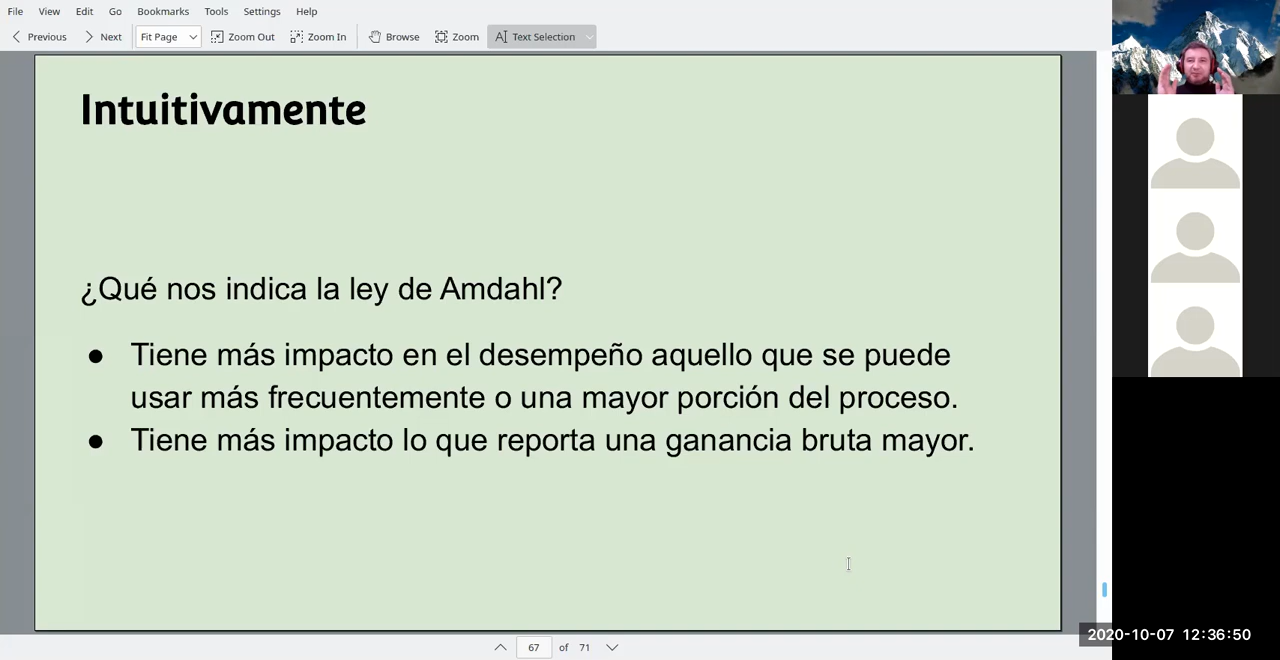 File View Edit Go Bookmarks Tools Settings Help
Previous Next Fit Page Zoom Out Zoom In Browse Zoom Text Selection
Intuitivamente
¿Qué nos indica la ley de Amdahl?
● Tiene más impacto en el desempeño aquello que se puede
usar más frecuentemente o una mayor porción del proceso.
● Tiene más impacto lo que reporta una ganancia bruta mayor.
2020-10-07 12:36:50
67 of 71